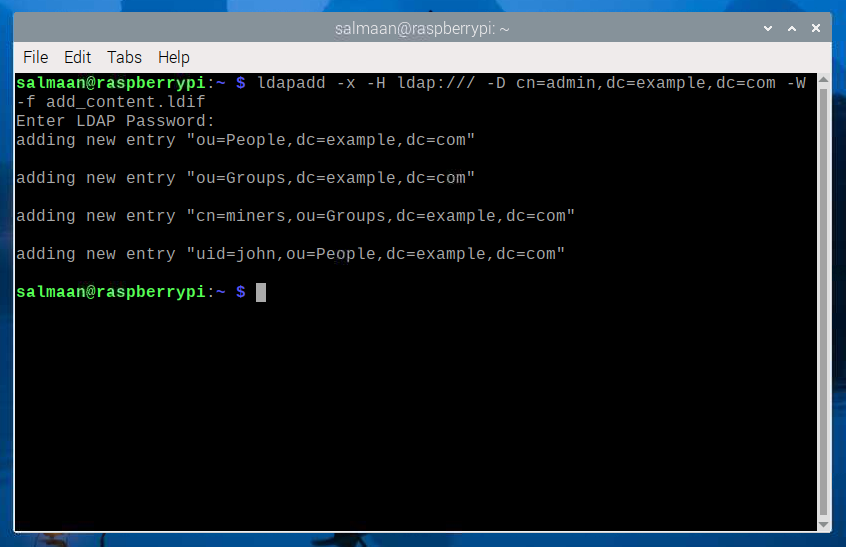 salmaan@raspberrypi: ~
File Edit Tabs Help
salmaan@raspberrypi:~ $ ldapadd -x -H ldap:/// -D cn=admin,dc=example,dc=com -W
-f add_content.ldif
Enter LDAP Password:
adding new entry "ou=People,dc=example,dc=com"
adding new entry "ou=Groups,dc=example,dc=com"
adding new entry "cn=miners,ou=Groups,dc=example,dc=com"
adding new entry "uid=john,ou=People,dc=example,dc=com"
salmaan@raspberrypi:~ $